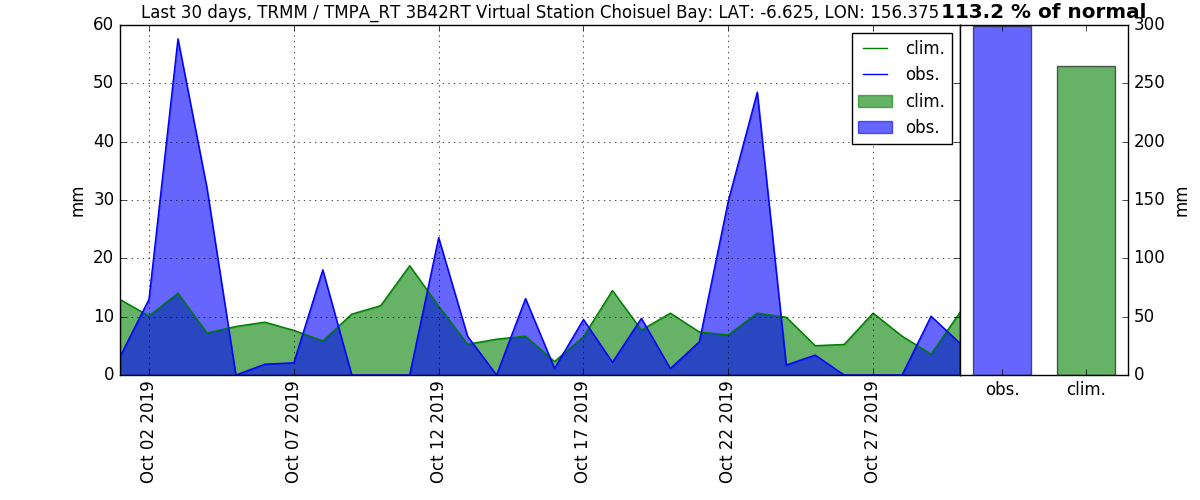 Last 30 days, TRMM / TMPA_RT 3B42RT Virtual Station Choisuel Bay: LAT: -6.625, LON: 156.375
113.2 % of normal
60
50
40
30
20
10
0
mm
clim.
obs.
clim.
obs.
300
250
200
150
100
50
0
mm
obs.
clim.
Oct 02 2019
Oct 07 2019
Oct 12 2019
Oct 17 2019
Oct 22 2019
Oct 27 2019